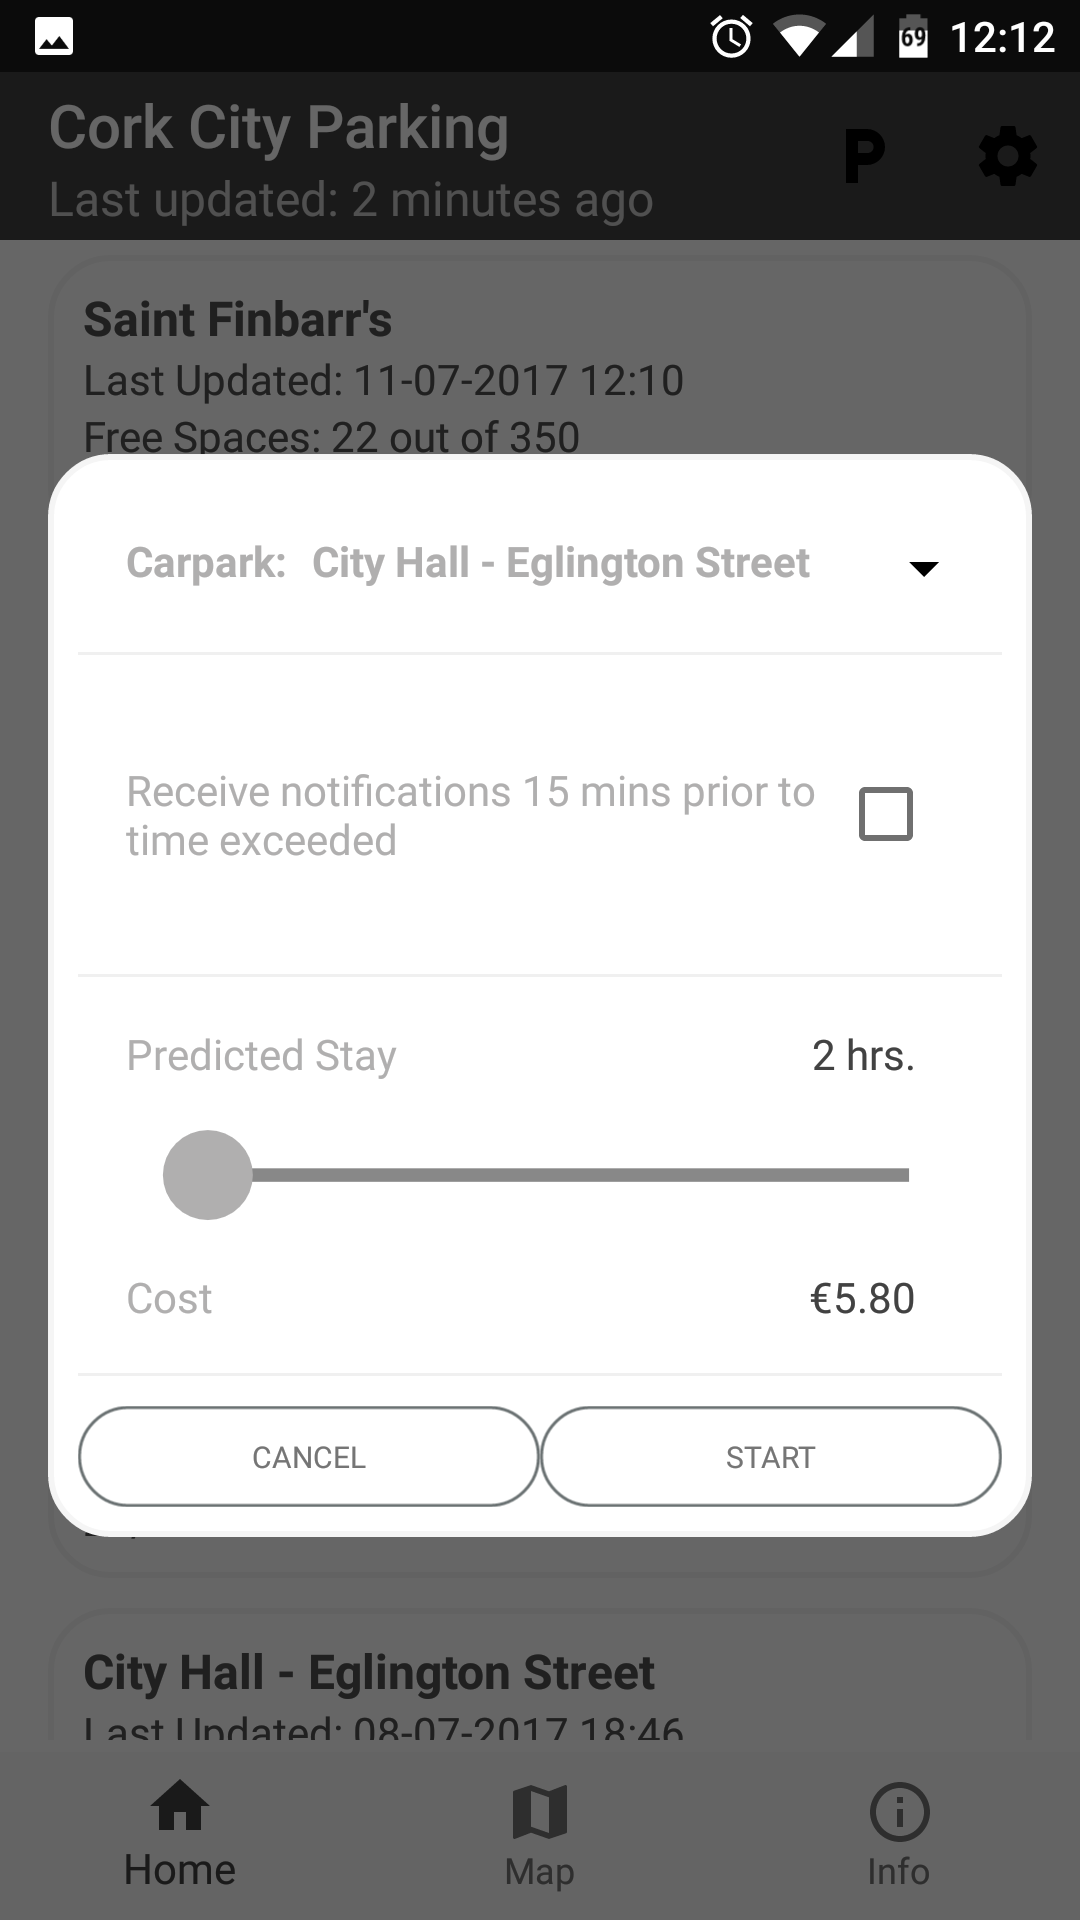 69 12:12
Cork City Parking
P
Last updated: 2 minutes ago
Saint Finbarr's
Last Updated: 11-07-2017 12:10
Free Spaces: 22 out of 350
Carpark: City Hall - Eglington Street
Receive notifications 15 mins prior to
time exceeded
Predicted Stay 2 hrs.
Cost €5.80
CANCEL START
City Hall - Eglington Street
Last Updated: 08-07-2017 18:46
Home Map Info